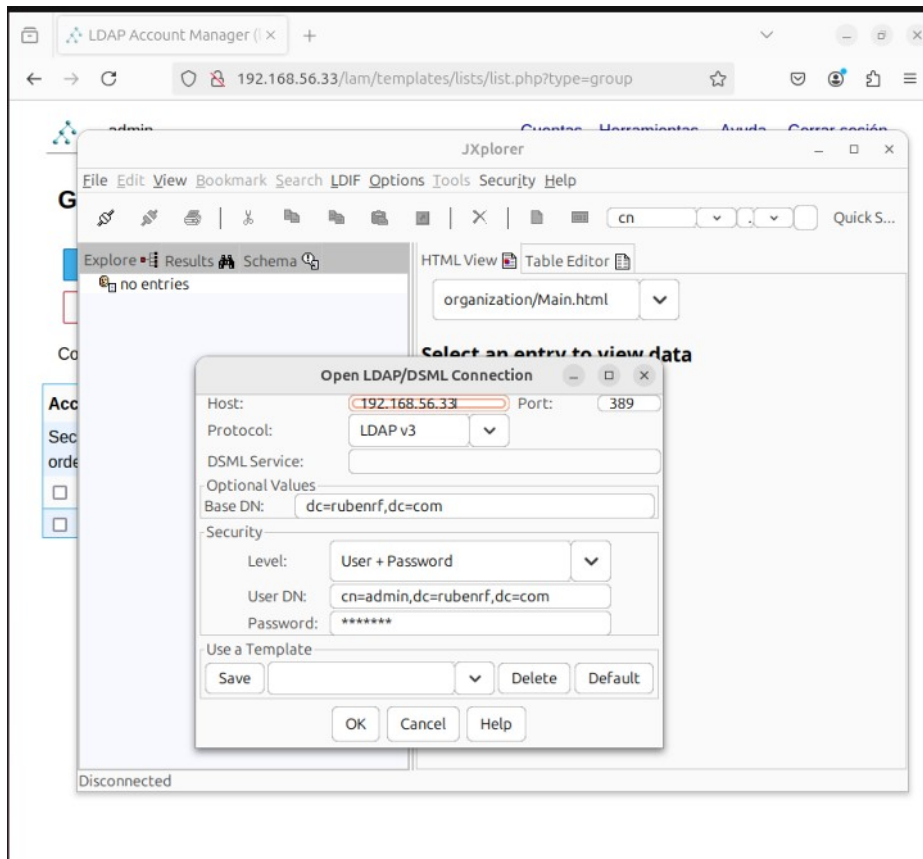 LDAP Account Manager (
192.168.56.33/lam/templates/lists/list.php?type=group
admin
Cuentas Herramientas Ayuda Cerrar sesión
JXplorer
File Edit View Bookmark Search LDIF Options Tools Security Help
cn
Quick S...
Explore Results Schema
HTML View Table Editor
no entries
organization/Main.html
Select an entry to view data
G
Co
Acc
Sec
orde
Open LDAP/DSML Connection
Host: 192.168.56.33 Port: 389
Protocol: LDAP v3
DSML Service:
Optional Values
Base DN: dc=rubenrf,dc=com
Security
Level: User + Password
User DN: cn=admin,dc=rubenrf,dc=com
Password: *******
Use a Template
Save Delete Default
OK Cancel Help
Disconnected